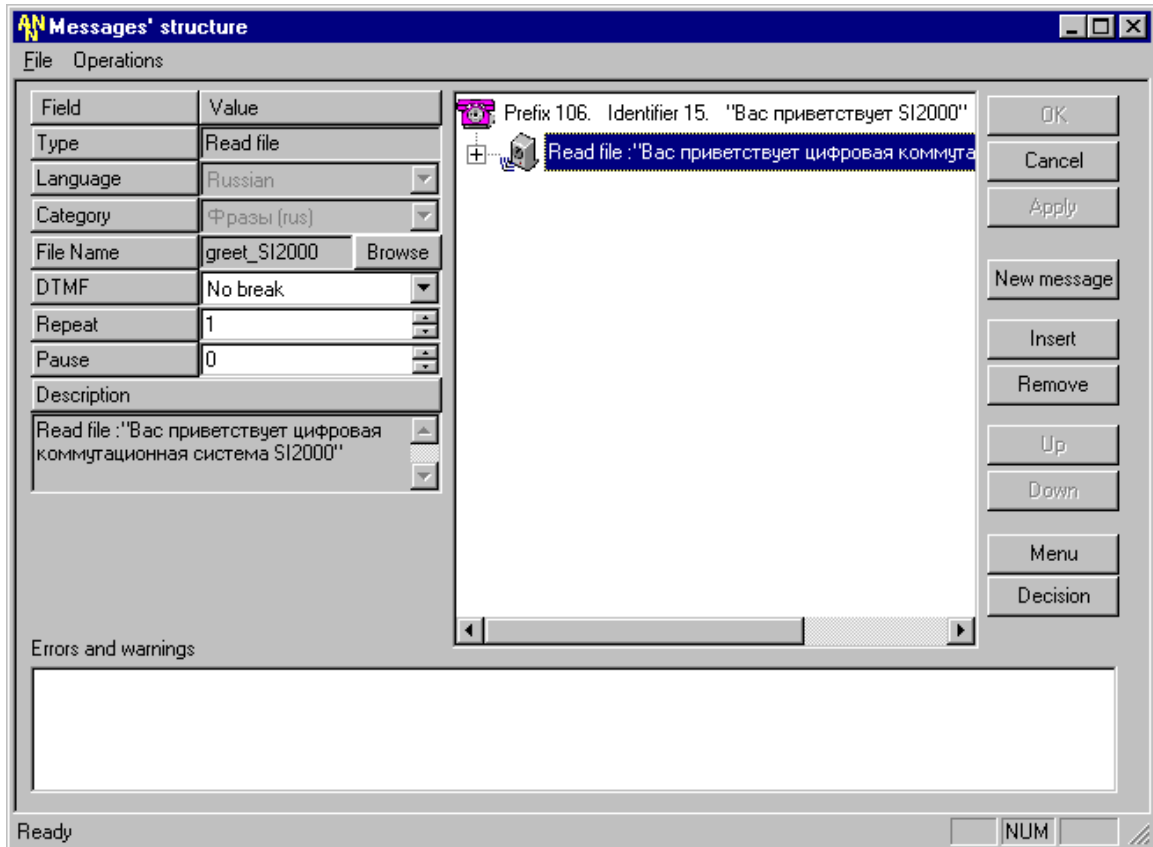 Messages' structure
File Operations
Field Value
Type Read file
Language Russian
Category Фразы (rus)
File Name greet_SI2000 Browse
DTMF No break
Repeat 1
Pause 0
Description
Read file :"Вас приветствует цифровая
коммутационная система SI2000"
Prefix 106. Identifier 15. "Вас приветствует SI2000"
Read file :"Вас приветствует цифровая коммута
OK
Cancel
Apply
New message
Insert
Remove
Up
Down
Menu
Decision
Errors and warnings
Ready NUM